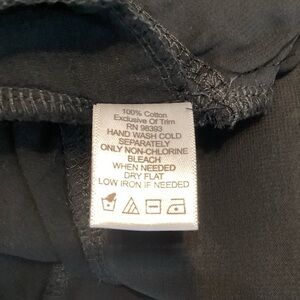 100% Cotton
Exclusive Of Trim
RN 98393
HAND WASH COLD
SEPARATELY
ONLY NON-CHLORINE
BLEACH
WHEN NEEDED
DRY FLAT
LOW IRON IF NEEDED